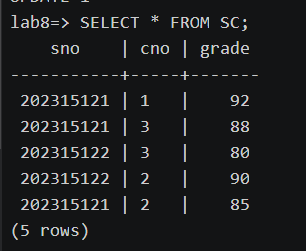 lab8=> SELECT * FROM SC;
    sno    | cno | grade
-----------+-----+-------
 202315121 | 1   |    92
 202315121 | 3   |    88
 202315122 | 3   |    80
 202315122 | 2   |    90
 202315121 | 2   |    85
(5 rows)